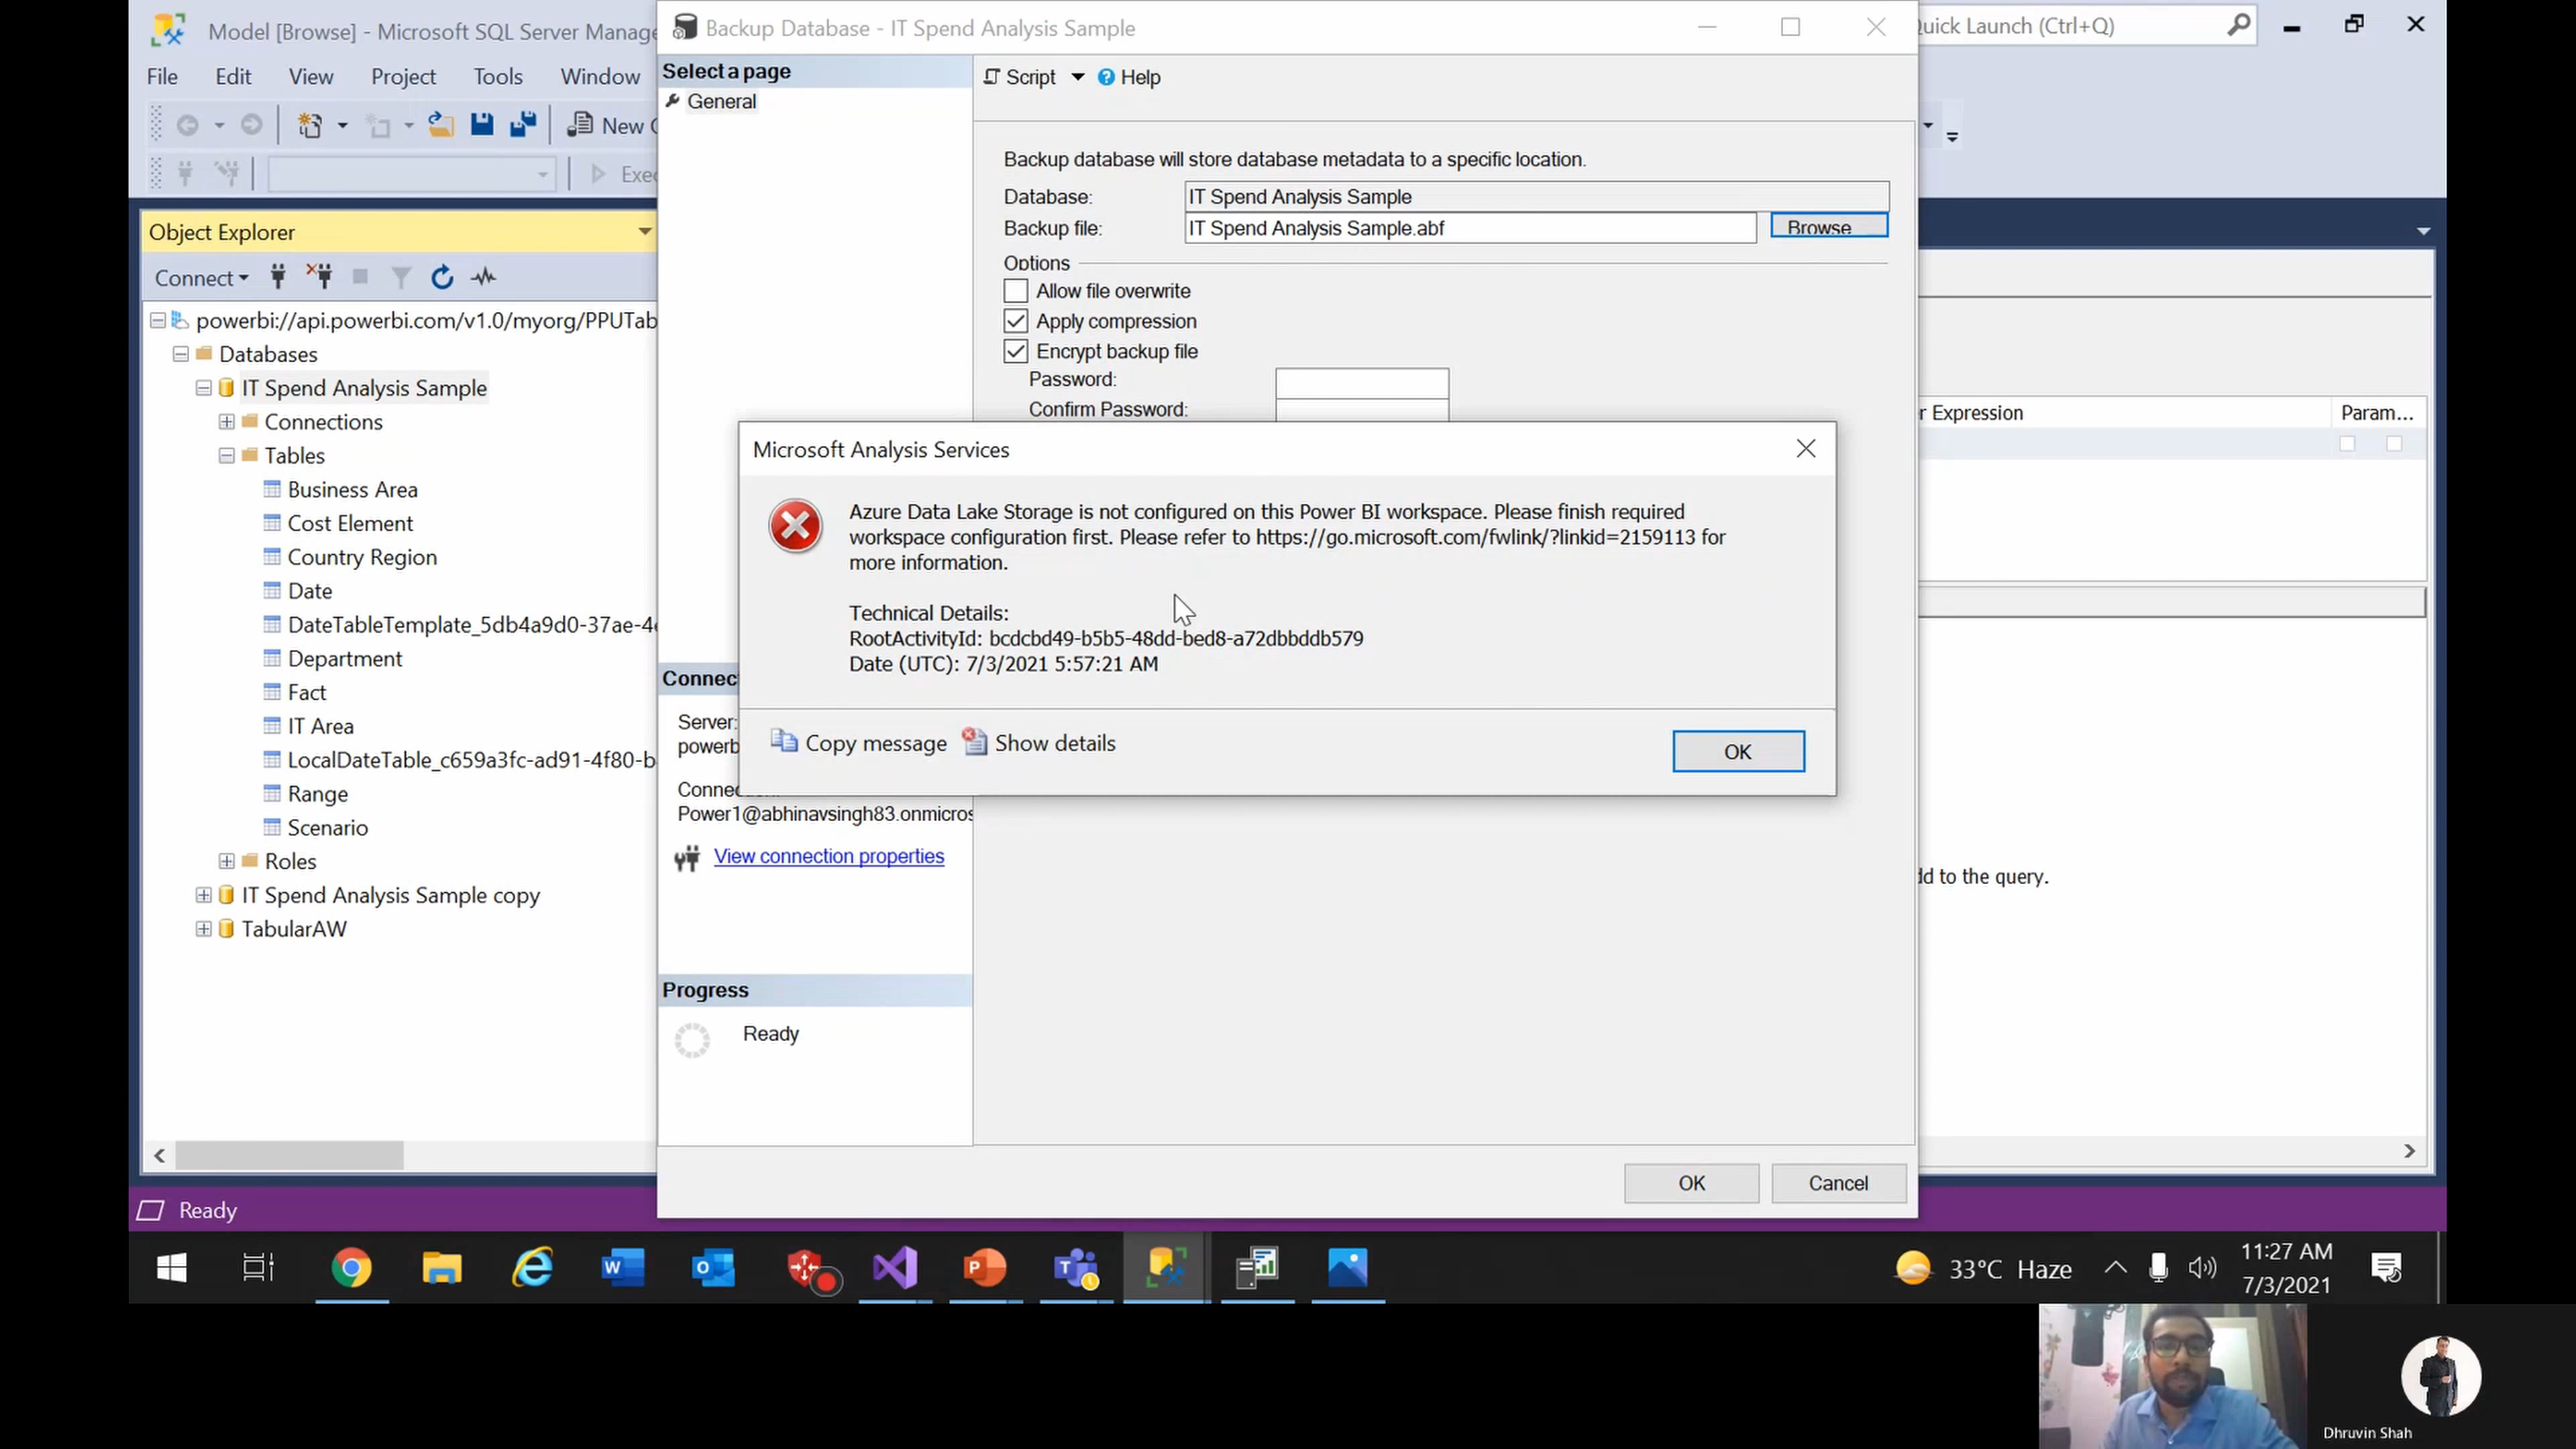 Model [Browse] - Microsoft SQL Server Manage
Backup Database - IT Spend Analysis Sample
Quick Launch (Ctrl+Q)
File Edit View Project Tools Window
Select a page
Script Help
General
New
Backup database will store database metadata to a specific location.
Database: IT Spend Analysis Sample
Backup file: IT Spend Analysis Sample.abf Browse
Object Explorer
Options
Connect
Allow file overwrite
Apply compression
Encrypt backup file
Password:
Confirm Password:
powerbi://api.powerbi.com/v1.0/myorg/PPUTab
Databases
IT Spend Analysis Sample
Connections
Tables
Business Area
Cost Element
Country Region
Date
DateTableTemplate_5db4a9d0-37ae-4
Department
Fact
IT Area
LocalDateTable_c659a3fc-ad91-4f80-b
Range
Scenario
Roles
IT Spend Analysis Sample copy
TabularAW
r Expression Param...
Microsoft Analysis Services
Azure Data Lake Storage is not configured on this Power BI workspace. Please finish required
workspace configuration first. Please refer to https://go.microsoft.com/fwlink/?linkid=2159113 for
more information.
Technical Details:
RootActivityId: bcdcbd49-b5b5-48dd-bed8-a72dbbddb579
Date (UTC): 7/3/2021 5:57:21 AM
Copy message Show details OK
Connec
Server:
powerb
Connection:
Power1@abhinavsingh83.onmicros
View connection properties
dd to the query.
Progress
Ready
OK Cancel
Ready
33°C Haze
11:27 AM
7/3/2021
Dhruvin Shah